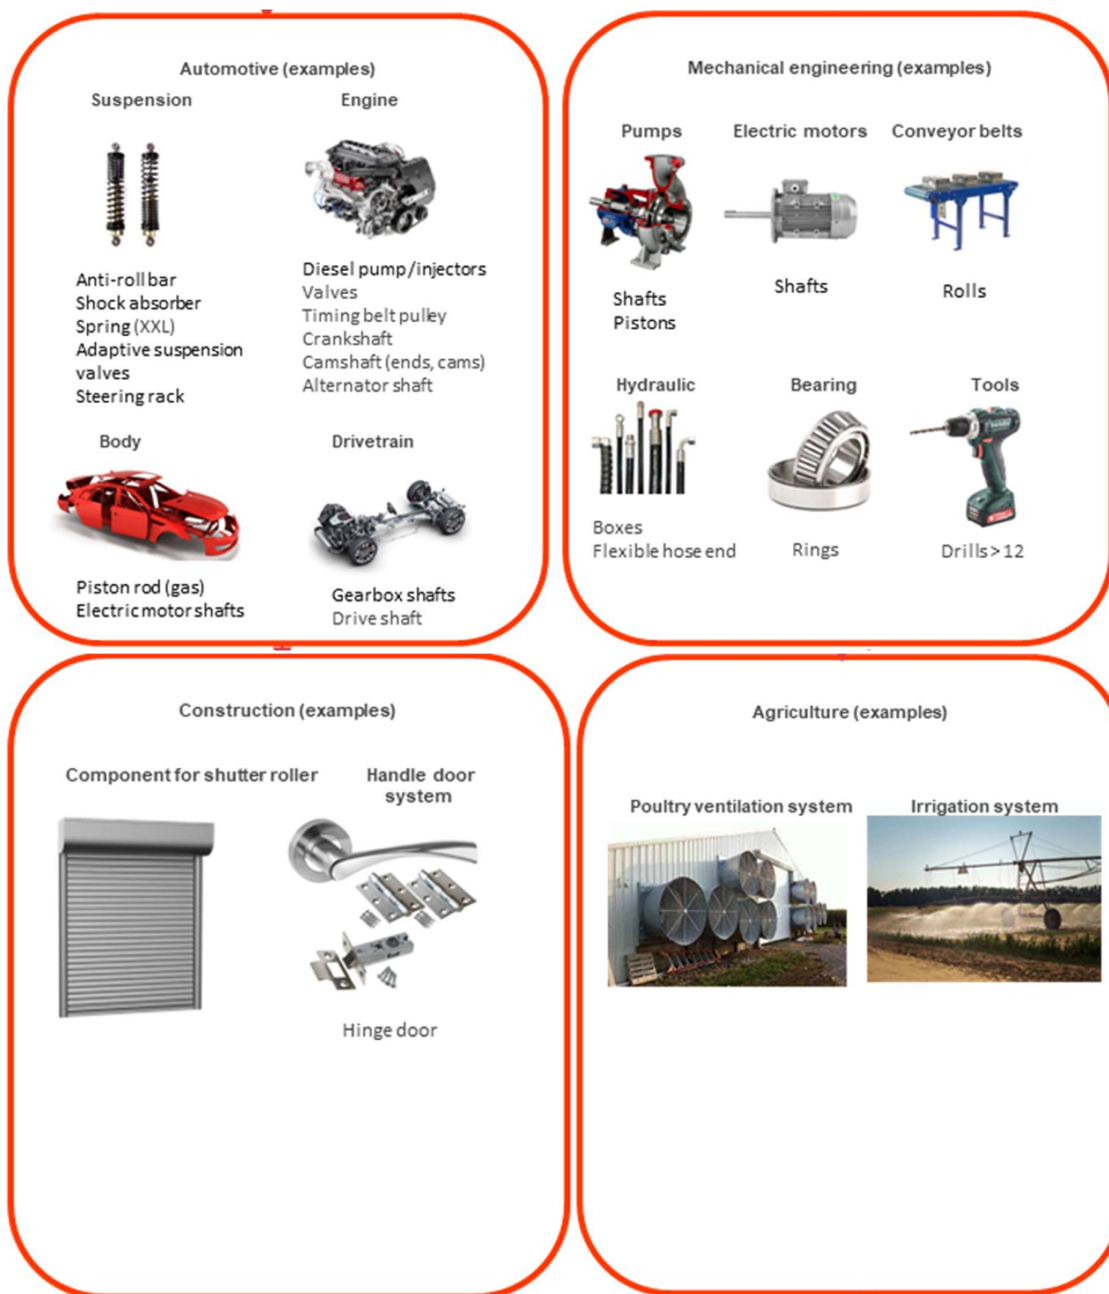 Automotive (examples)
Suspension
Engine
Anti-roll bar
Shock absorber
Spring (XXL)
Adaptive suspension
valves
Steering rack
Diesel pump/injectors
Valves
Timing belt pulley
Crankshaft
Camshaft (ends, cams)
Alternator shaft
Body
Drivetrain
Piston rod (gas)
Electric motor shafts
Gearbox shafts
Drive shaft
Mechanical engineering (examples)
Pumps
Electric motors
Conveyor belts
Shafts
Pistons
Shafts
Rolls
Hydraulic
Bearing
Tools
Boxes
Flexible hose end
Rings
Drills > 12
Construction (examples)
Component for shutter roller
Handle door
system
Hinge door
Agriculture (examples)
Poultry ventilation system
Irrigation system